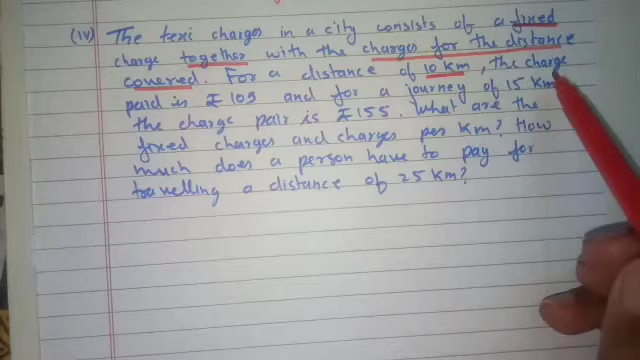 (iv) The texi charges in a city consists of a fixed
charge together with the charges for the distance
covered. For a distance of 10 km, the charge
paid is ₹105 and for a journey of 15 km
the charge pair is ₹155. What are the
fixed charges and charges per km? How
much does a person have to pay for
travelling a distance of 25 km?